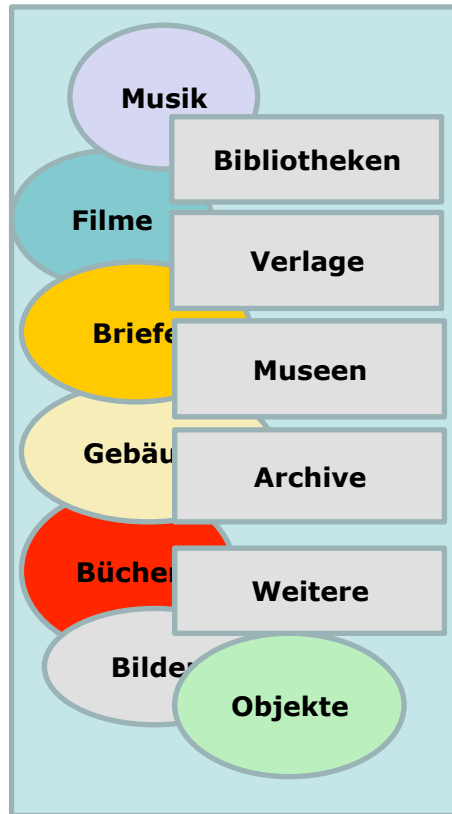 Musik
Bibliotheken
Filme
Verlage
Briefe
Museen
Gebäu
Archive
Bücher
Weitere
Bilder
Objekte